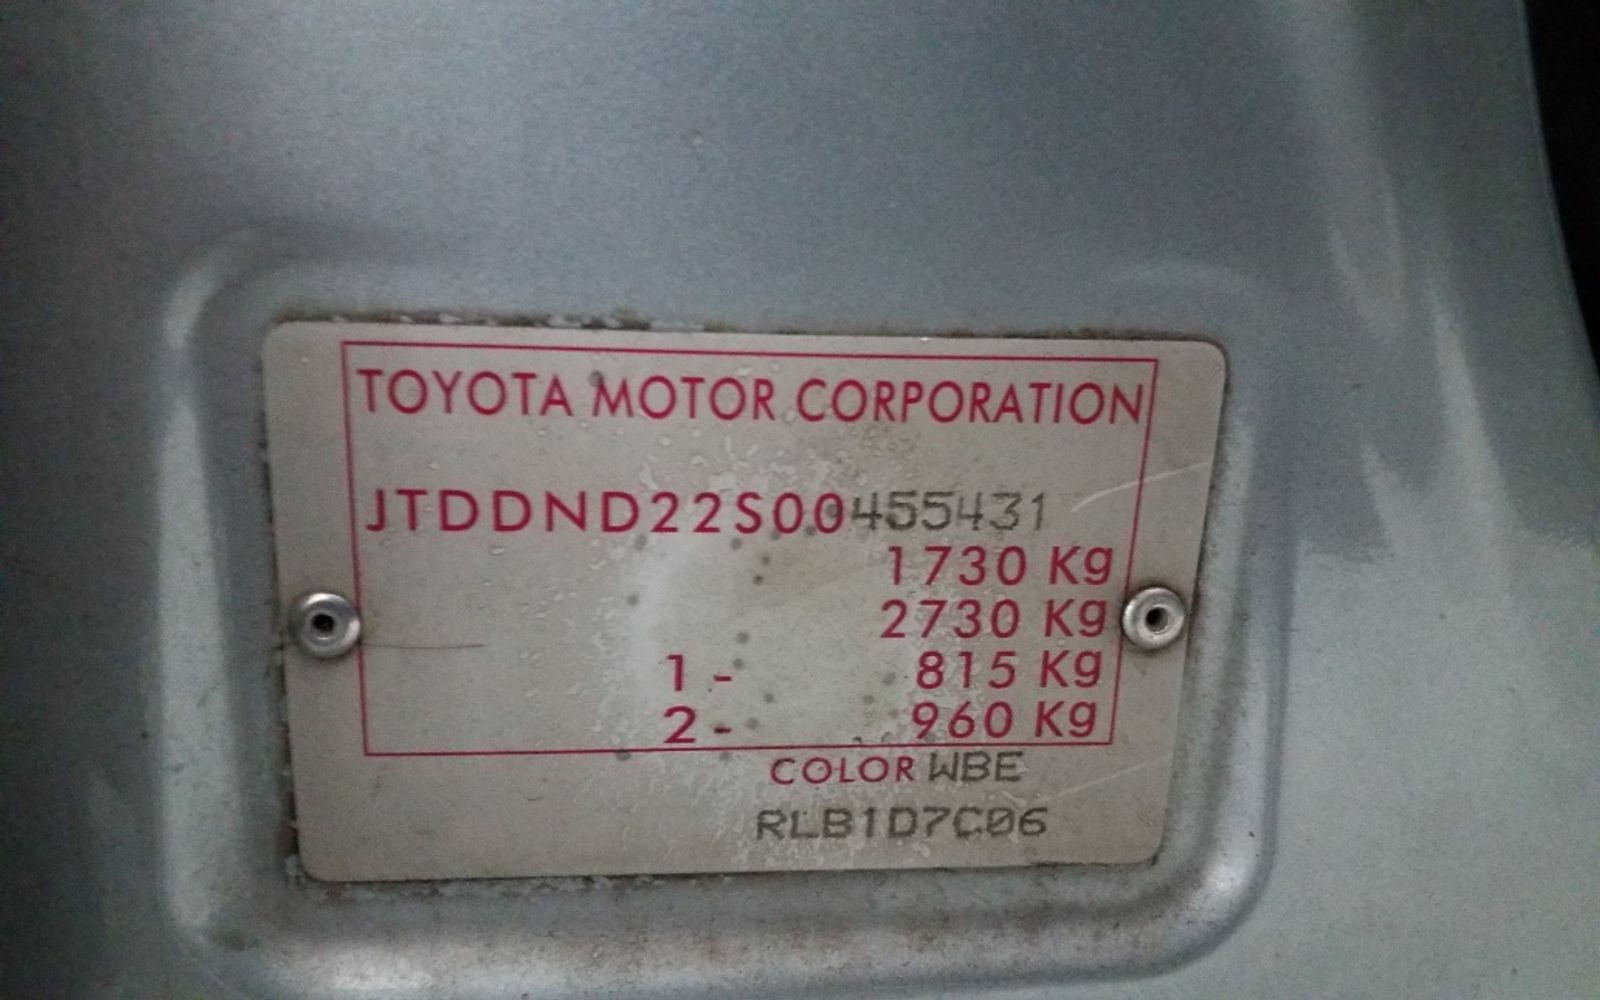 TOYOTA MOTOR CORPORATION
JTDDND22S00455431
1730 Kg
2730 Kg
1 - 815 Kg
2 - 960 Kg
COLOR WBE
RLB1D7C06